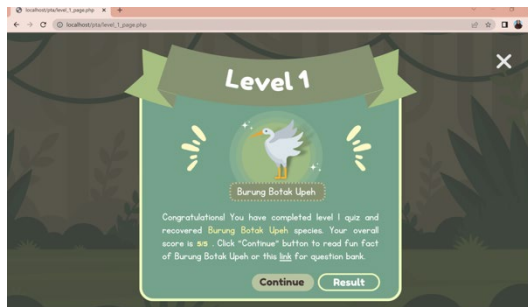 localhost/pta/level_1_page.php
localhost/pta/level_1_page.php
Level 1
Burung Botak Upeh
Congratulations! You have completed level 1 quiz and
recovered Burung Botak Upeh species. Your overall
score is 5/5 . Click "Continue" button to read fun fact
of Burung Botak Upeh or this link for question bank.
Continue
Result